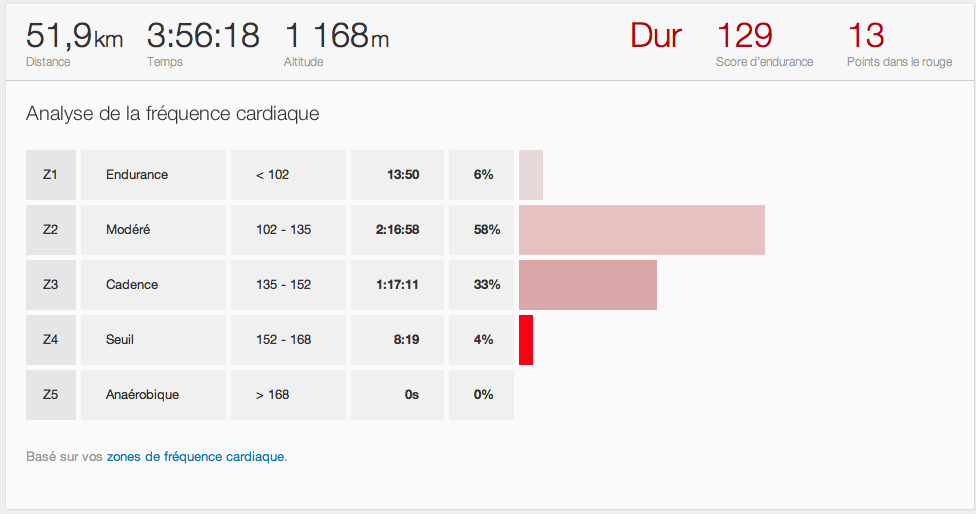 51,9km 3:56:18 1 168m Dur 129 13
Distance Temps Altitude Score d'endurance Points dans le rouge
Analyse de la fréquence cardiaque
Z1 Endurance < 102 13:50 6%
Z2 Modéré 102 - 135 2:16:58 58%
Z3 Cadence 135 - 152 1:17:11 33%
Z4 Seuil 152 - 168 8:19 4%
Z5 Anaérobique > 168 0s 0%
Basé sur vos zones de fréquence cardiaque.